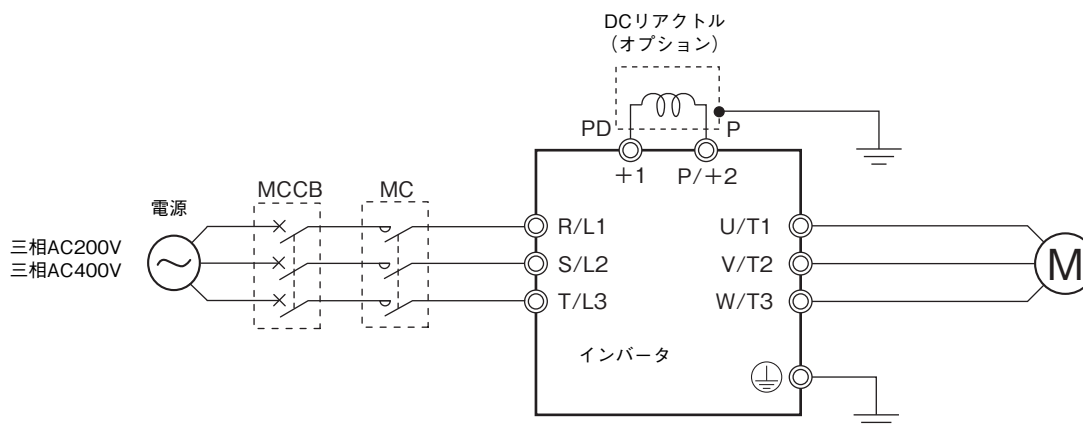 DCリアクトル
(オプション)
PD
P
+1
P/+2
MCCB
MC
電源
三相AC200V
三相AC400V
R/L1
S/L2
T/L3
U/T1
V/T2
W/T3
M
インバータ